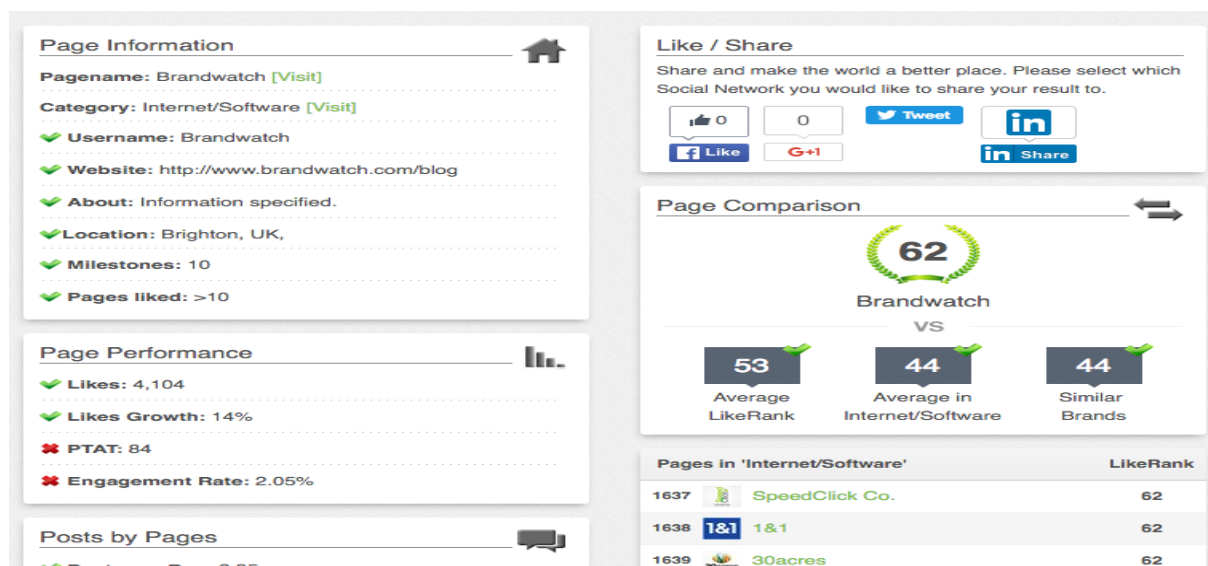 Page Information
Pagename: Brandwatch [Visit]
Category: Internet/Software [Visit]
Username: Brandwatch
Website: http://www.brandwatch.com/blog
About: Information specified.
Location: Brighton, UK,
Milestones: 10
Pages liked: >10
Page Performance
Likes: 4,104
Likes Growth: 14%
PTAT: 84
Engagement Rate: 2.05%
Posts by Pages
Like / Share
Share and make the world a better place. Please select which
Social Network you would like to share your result to.
0
0
Tweet
in
f Like
G+1
in Share
Page Comparison
62
Brandwatch
VS
53
44
44
Average
LikeRank
Average in
Internet/Software
Similar
Brands
Pages in 'Internet/Software' LikeRank
1637 SpeedClick Co. 62
1638 1&1 1&1 62
1639 30acres 62